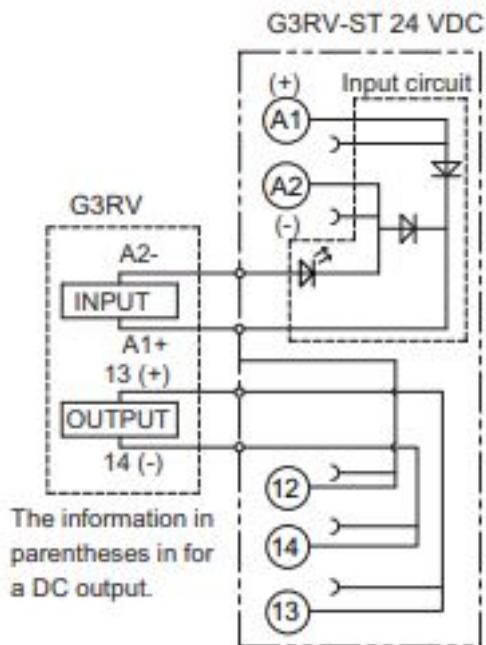 G3RV-ST 24 VDC
(+)
Input circuit
A1
A2
(-)
G3RV
A2-
INPUT
A1+
13 (+)
OUTPUT
14 (-)
12
14
13
The information in
parentheses in for
a DC output.